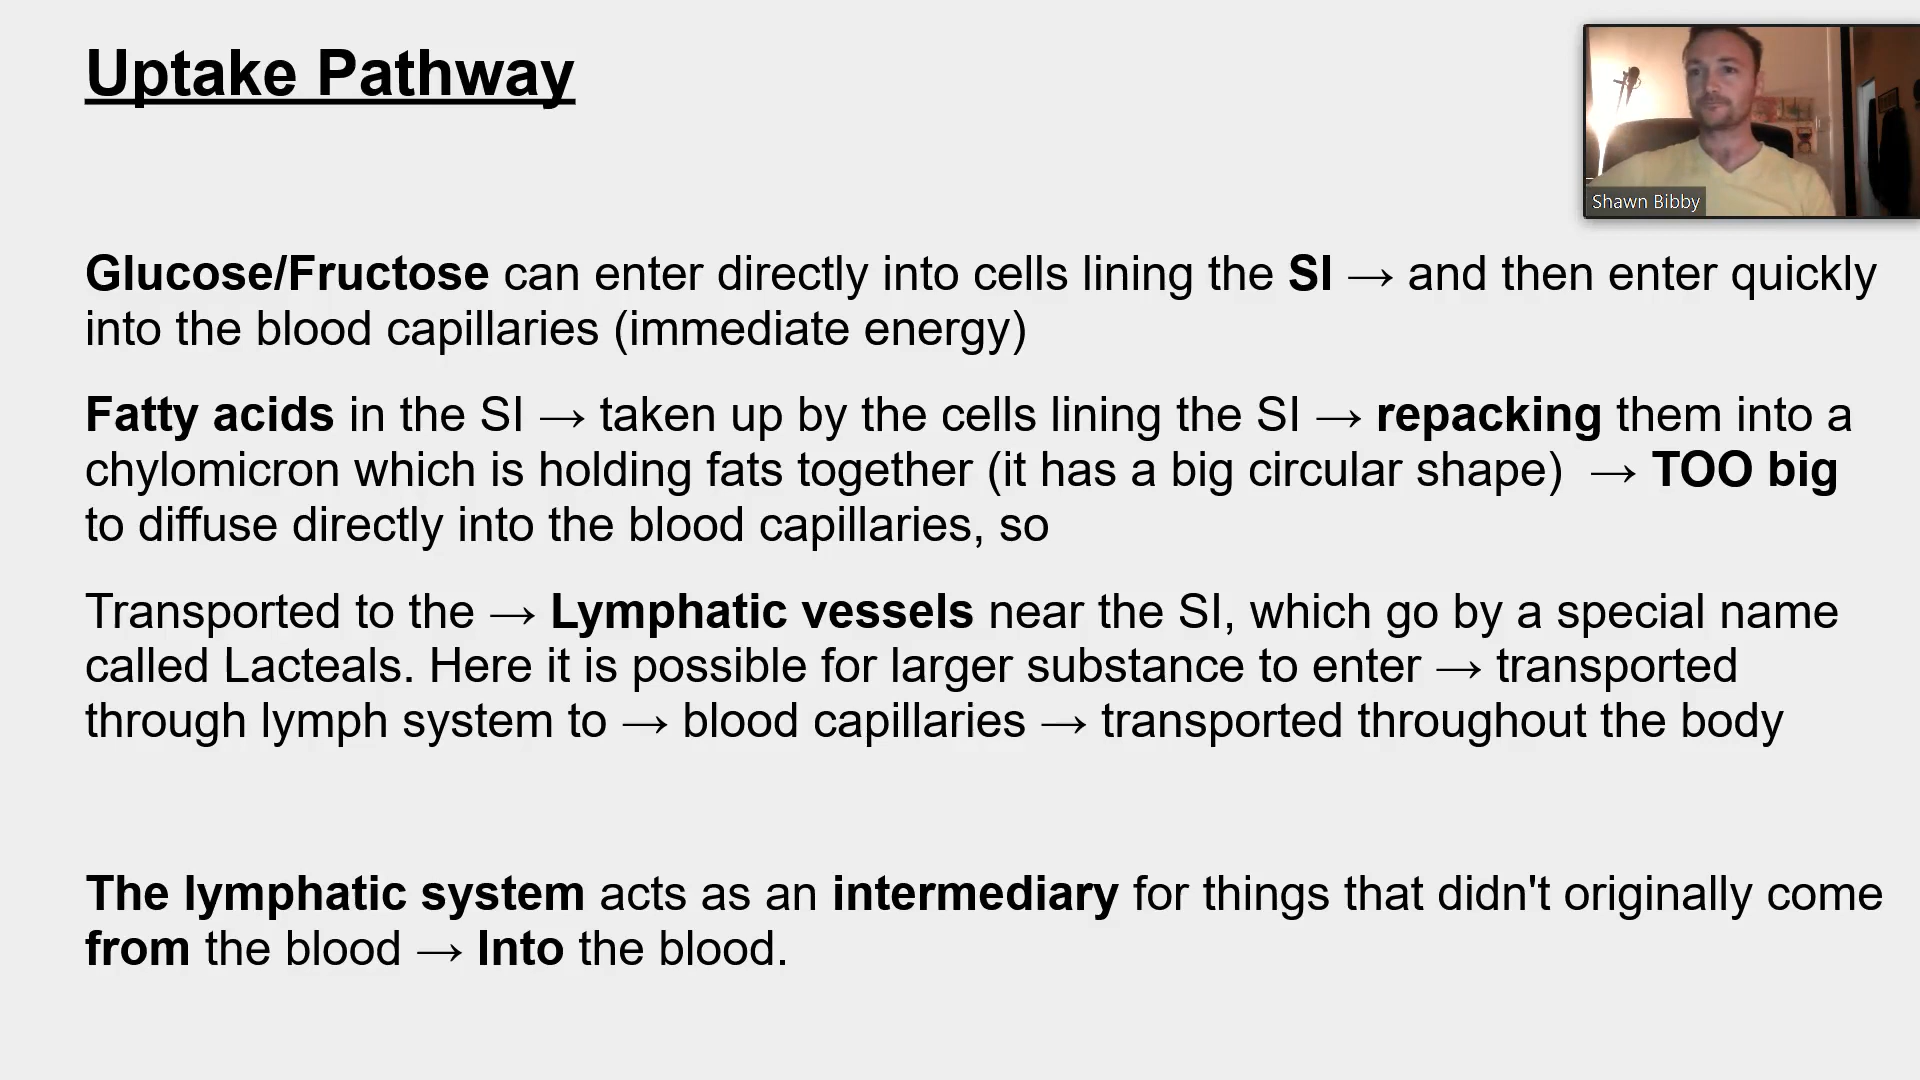 Uptake Pathway
Shawn Bibby
Glucose/Fructose can enter directly into cells lining the SI → and then enter quickly
into the blood capillaries (immediate energy)
Fatty acids in the SI → taken up by the cells lining the SI → repacking them into a
chylomicron which is holding fats together (it has a big circular shape)  → TOO big
to diffuse directly into the blood capillaries, so
Transported to the → Lymphatic vessels near the SI, which go by a special name
called Lacteals. Here it is possible for larger substance to enter → transported
through lymph system to → blood capillaries → transported throughout the body
The lymphatic system acts as an intermediary for things that didn't originally come
from the blood → Into the blood.